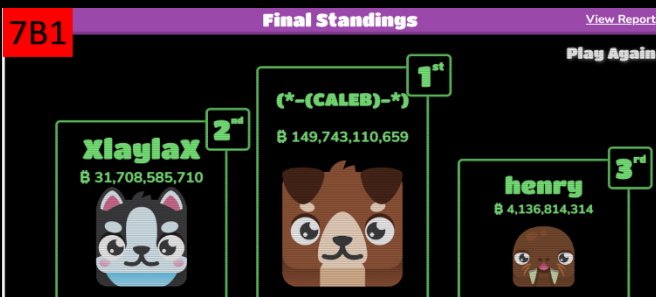 7B1
Final Standings
View Report
Play Again
1st
(*-(CALEB)-*)
₿ 149,743,110,659
2nd
XlaylaX
₿ 31,708,585,710
3rd
henry
₿ 4,136,814,314